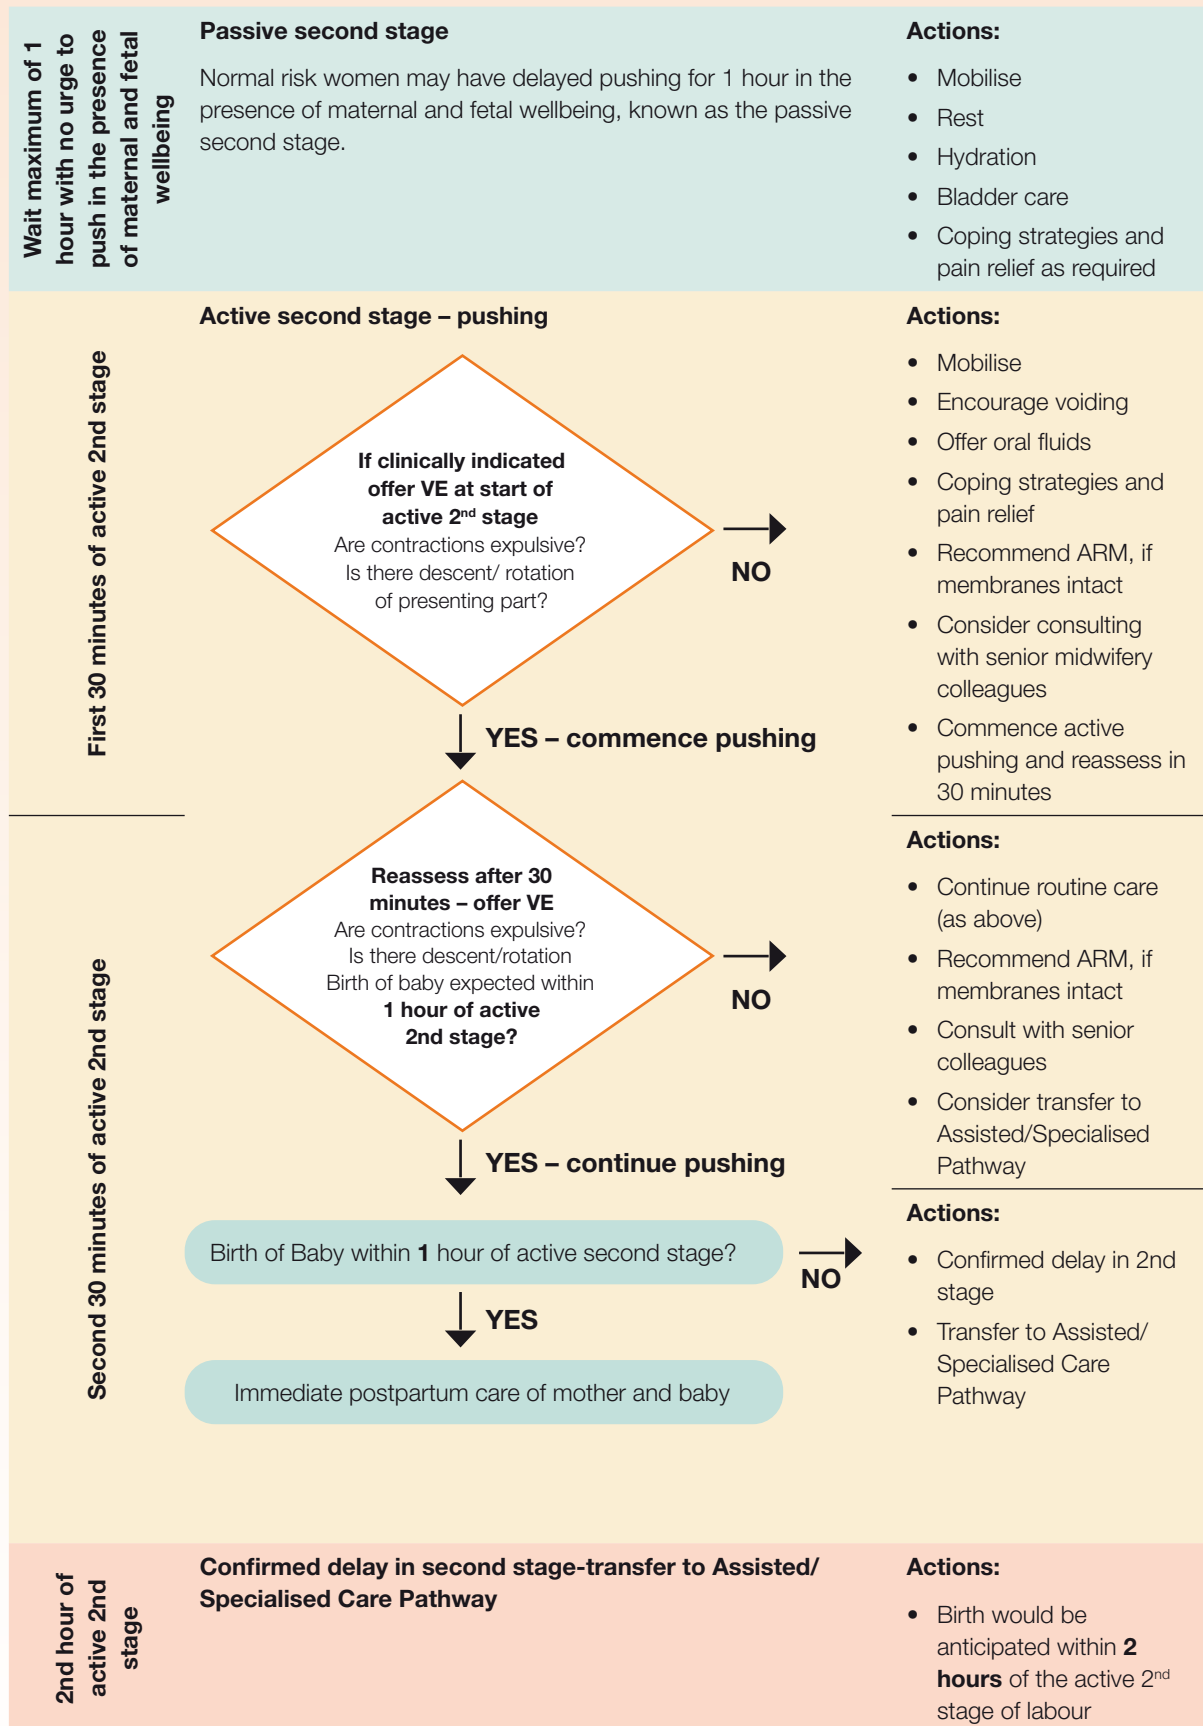 Wait maximum of 1
hour with no urge to
push in the presence
of maternal and fetal
wellbeing
Passive second stage
Normal risk women may have delayed pushing for 1 hour in the
presence of maternal and fetal wellbeing, known as the passive
second stage.
Actions:
• Mobilise
• Rest
• Hydration
• Bladder care
• Coping strategies and
pain relief as required
First 30 minutes of active 2nd stage
Active second stage – pushing
If clinically indicated
offer VE at start of
active 2nd stage
Are contractions expulsive?
Is there descent/ rotation
of presenting part?
NO
YES – commence pushing
Actions:
• Mobilise
• Encourage voiding
• Offer oral fluids
• Coping strategies and
pain relief
• Recommend ARM, if
membranes intact
• Consider consulting
with senior midwifery
colleagues
• Commence active
pushing and reassess in
30 minutes
Second 30 minutes of active 2nd stage
Reassess after 30
minutes – offer VE
Are contractions expulsive?
Is there descent/rotation
Birth of baby expected within
1 hour of active
2nd stage?
NO
YES – continue pushing
Actions:
• Continue routine care
(as above)
• Recommend ARM, if
membranes intact
• Consult with senior
colleagues
• Consider transfer to
Assisted/Specialised
Pathway
Birth of Baby within 1 hour of active second stage?
NO
YES
Immediate postpartum care of mother and baby
Actions:
• Confirmed delay in 2nd
stage
• Transfer to Assisted/
Specialised Care
Pathway
2nd hour of
active 2nd
stage
Confirmed delay in second stage-transfer to Assisted/
Specialised Care Pathway
Actions:
• Birth would be
anticipated within 2
hours of the active 2nd
stage of labour